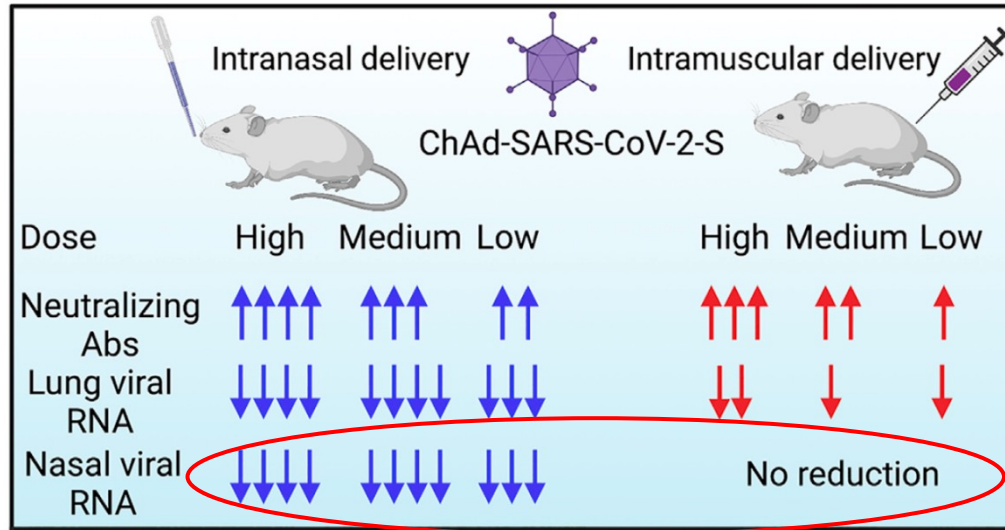 Intranasal delivery
Intramuscular delivery
ChAd-SARS-CoV-2-S
Dose High Medium Low High Medium Low
Neutralizing
Abs
Lung viral
RNA
Nasal viral
RNA
No reduction